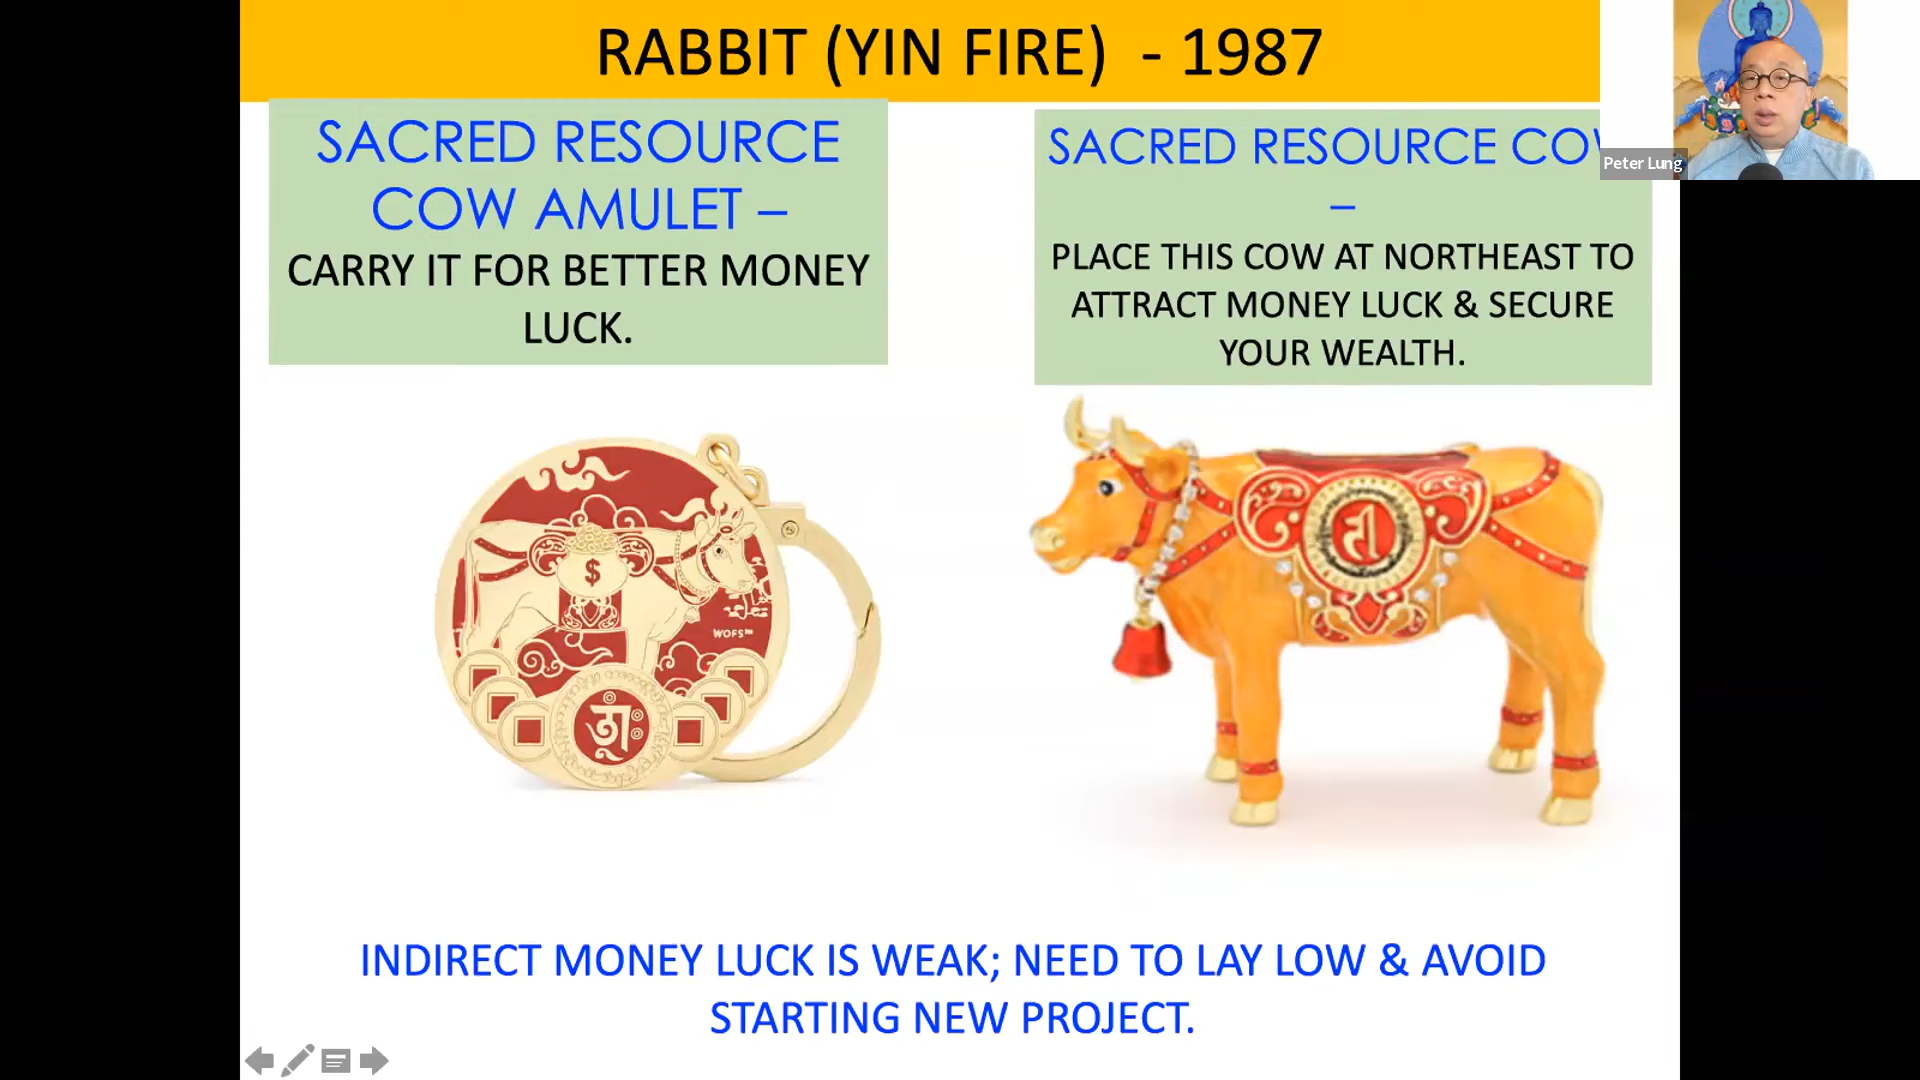 RABBIT (YIN FIRE) - 1987
SACRED RESOURCE
COW AMULET –
CARRY IT FOR BETTER MONEY
LUCK.
SACRED RESOURCE COW
–
PLACE THIS COW AT NORTHEAST TO
ATTRACT MONEY LUCK & SECURE
YOUR WEALTH.
Peter Lung
$
WOFS™
INDIRECT MONEY LUCK IS WEAK; NEED TO LAY LOW & AVOID
STARTING NEW PROJECT.